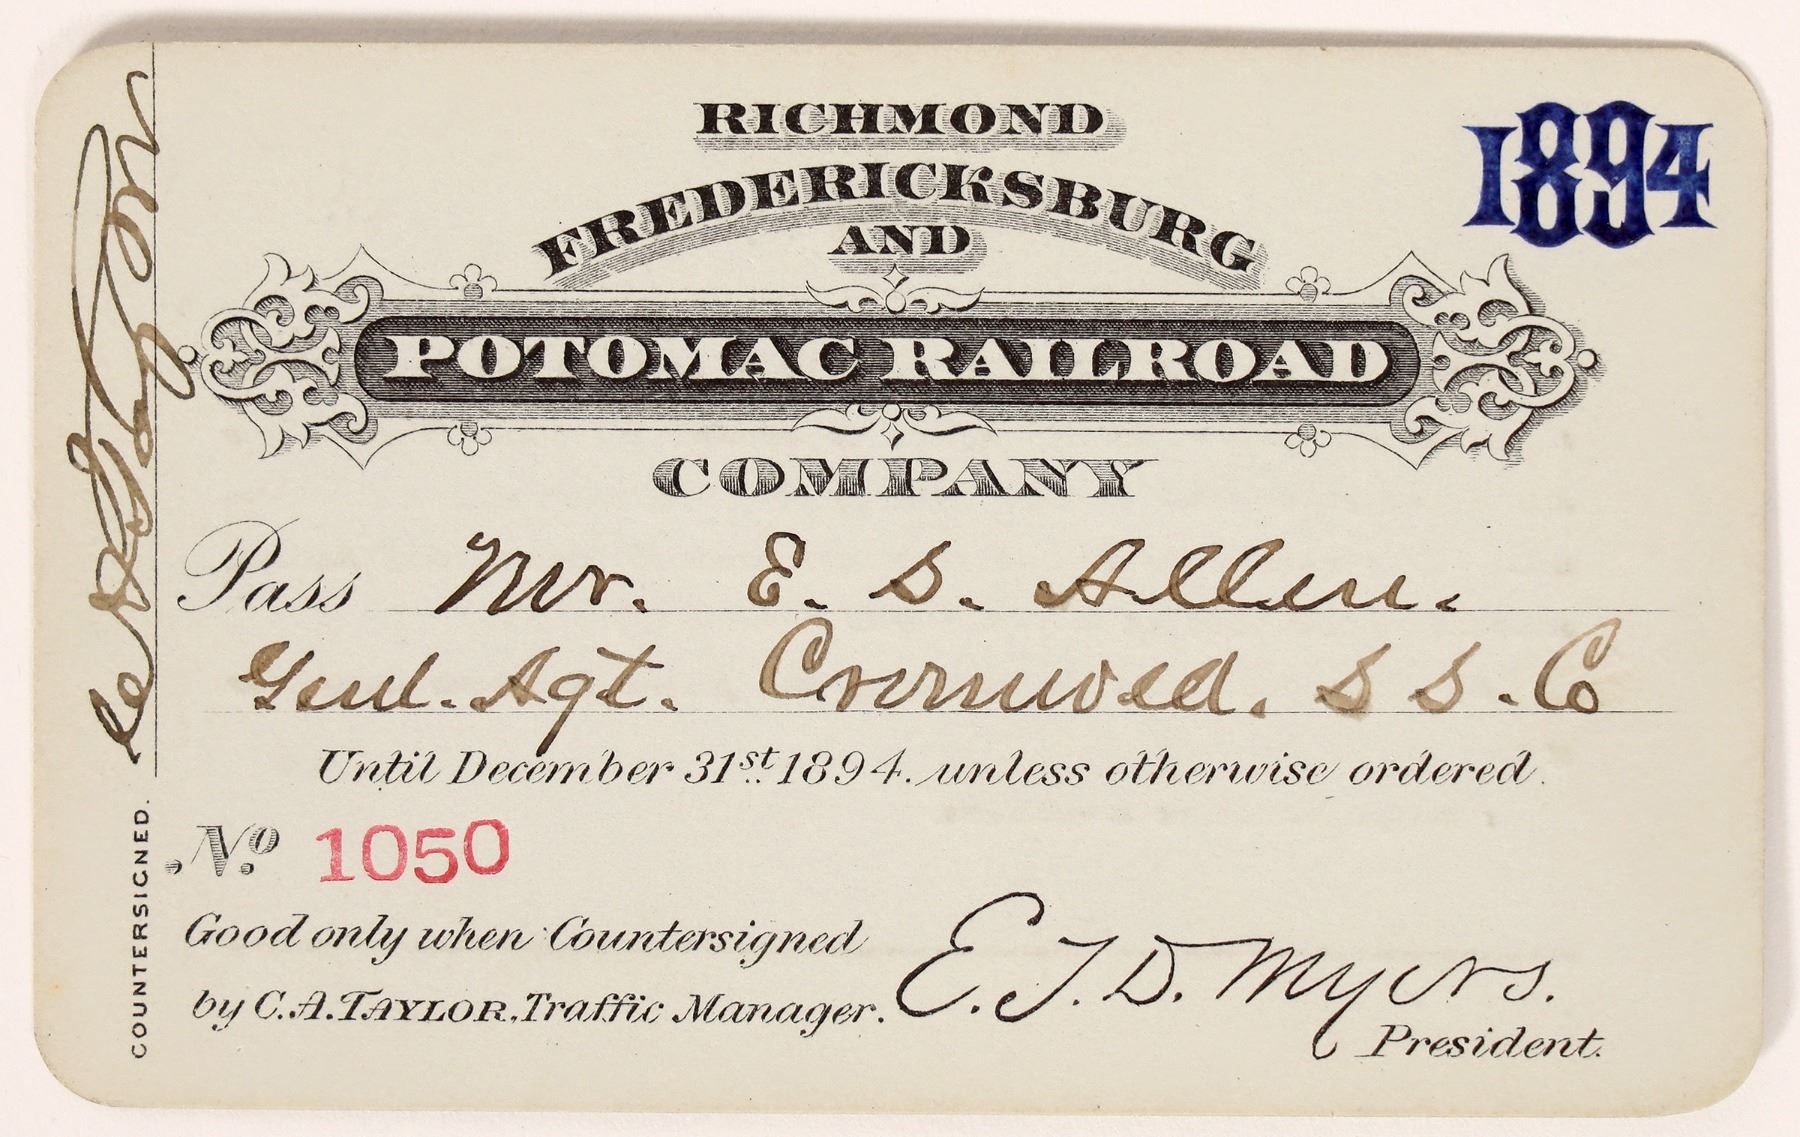 1894
RICHMOND
FREDERICKSBURG
AND
POTOMAC RAILROAD
COMPANY
Pass Mr. E. S. Allen.
Genl. Agt. Cromwell. S S. Co
Until December 31st 1894. unless otherwise ordered.
No. 1050
Good only when Countersigned
by C. A. TAYLOR, Traffic Manager.
E. T. D. Myers.
President.
COUNTERSIGNED.
C A Taylor